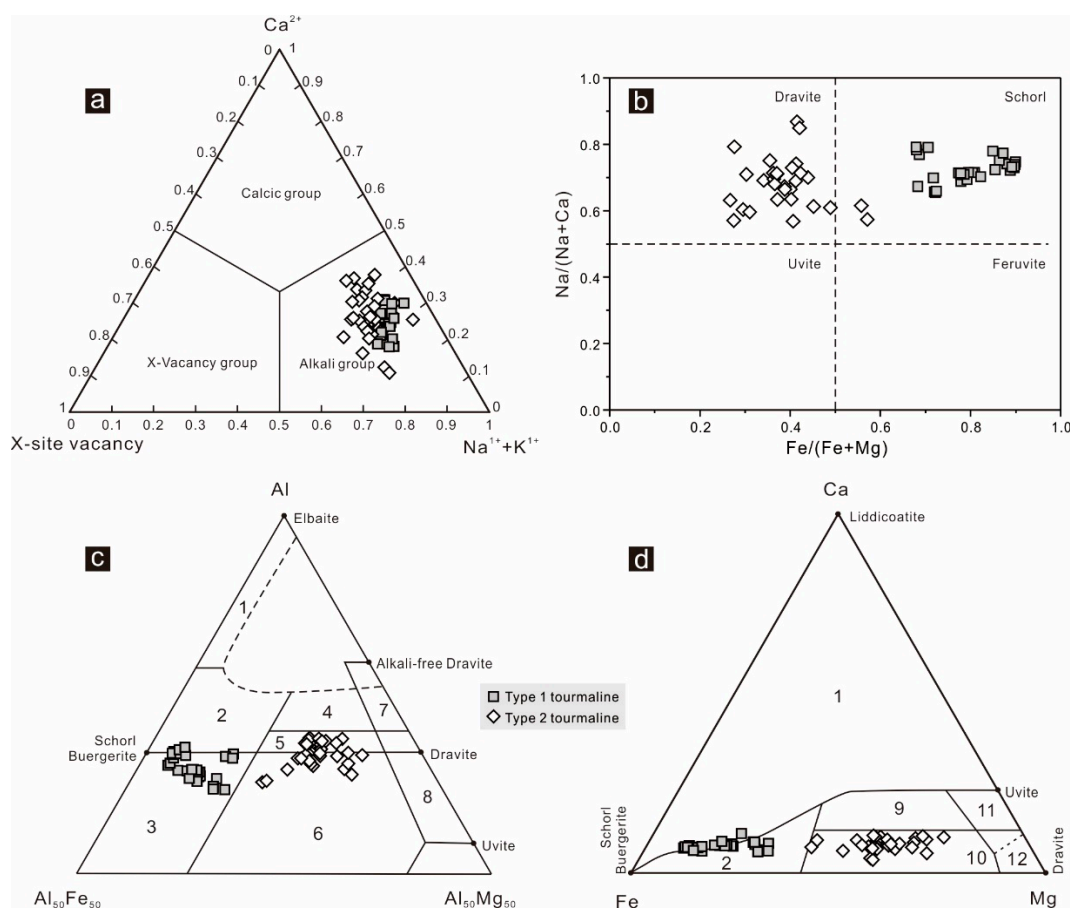 a
Ca²⁺
0 1
0.1 0.9
0.2 0.8
0.3 0.7
0.4 0.6
0.5 0.5
0.6 0.4
0.7 0.3
0.8 0.2
0.9 0.1
1 0
0.1 0.2 0.3 0.4 0.5 0.6 0.7 0.8 0.9
Calcic group
X-Vacancy group
Alkali group
X-site vacancy
Na¹⁺+K¹⁺
b
Dravite
Schorl
Uvite
Feruvite
1.0
0.8
0.6
0.4
0.2
0.0
0.0 0.2 0.4 0.6 0.8 1.0
Na/(Na+Ca)
Fe/(Fe+Mg)
c
Al
Elbaite
1
Alkali-free Dravite
2
4
7
Schorl
Buergerite
5
Dravite
3
6
8
Uvite
Al₅₀Fe₅₀
Al₅₀Mg₅₀
Type 1 tourmaline
Type 2 tourmaline
d
Ca
Liddicoatite
1
Uvite
9
11
Schorl
Buergerite
2
10
12
Dravite
Fe
Mg